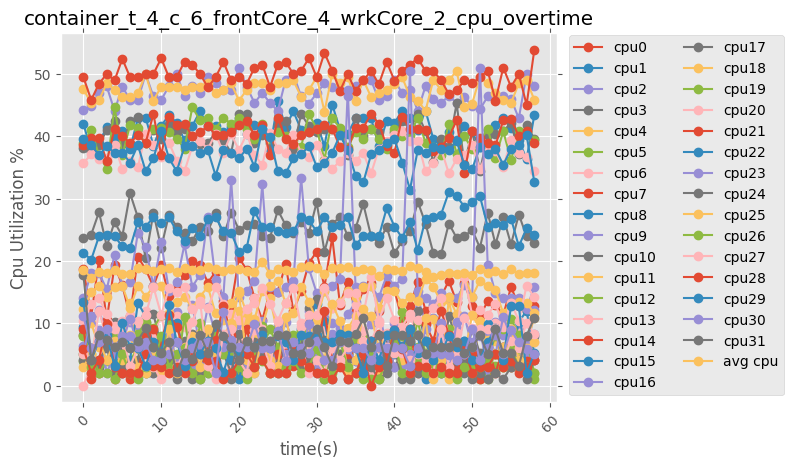 container_t_4_c_6_frontCore_4_wrkCore_2_cpu_overtime
Cpu Utilization %
50
40
30
20
10
0
0
10
20
30
40
50
60
time(s)
cpu0
cpu1
cpu2
cpu3
cpu4
cpu5
cpu6
cpu7
cpu8
cpu9
cpu10
cpu11
cpu12
cpu13
cpu14
cpu15
cpu16
cpu17
cpu18
cpu19
cpu20
cpu21
cpu22
cpu23
cpu24
cpu25
cpu26
cpu27
cpu28
cpu29
cpu30
cpu31
avg cpu